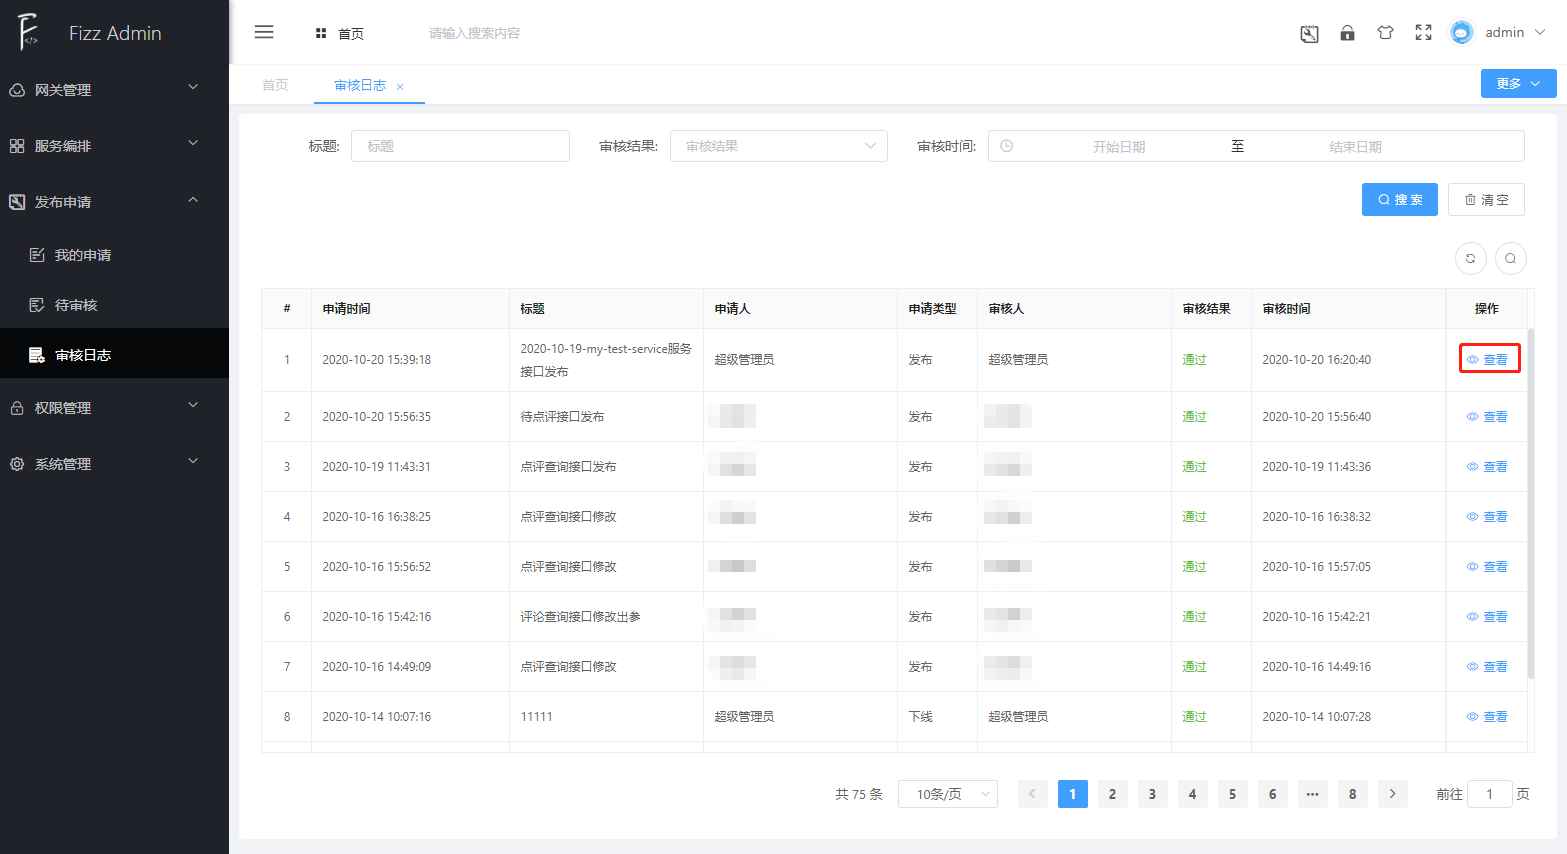 Fizz Admin
首页
请输入搜索内容
admin
网关管理
服务编排
发布申请
我的申请
待审核
审核日志
权限管理
系统管理
首页
审核日志 ×
更多
标题: 标题
审核结果: 审核结果
审核时间: 开始日期 至 结束日期
搜 索
清 空
# 申请时间 标题 申请人 申请类型 审核人 审核结果 审核时间 操作
1 2020-10-20 15:39:18 2020-10-19-my-test-service服务 超级管理员 发布 超级管理员 通过 2020-10-20 16:20:40 查看
接口发布
2 2020-10-20 15:56:35 待点评接口发布 发布 通过 2020-10-20 15:56:40 查看
3 2020-10-19 11:43:31 点评查询接口发布 发布 通过 2020-10-19 11:43:36 查看
4 2020-10-16 16:38:25 点评查询接口修改 发布 通过 2020-10-16 16:38:32 查看
5 2020-10-16 15:56:52 点评查询接口修改 发布 通过 2020-10-16 15:57:05 查看
6 2020-10-16 15:42:16 评论查询接口修改出参 发布 通过 2020-10-16 15:42:21 查看
7 2020-10-16 14:49:09 点评查询接口修改 发布 通过 2020-10-16 14:49:16 查看
8 2020-10-14 10:07:16 11111 超级管理员 下线 超级管理员 通过 2020-10-14 10:07:28 查看
共 75 条 10条/页 < 1 2 3 4 5 6 ••• 8 > 前往 1 页